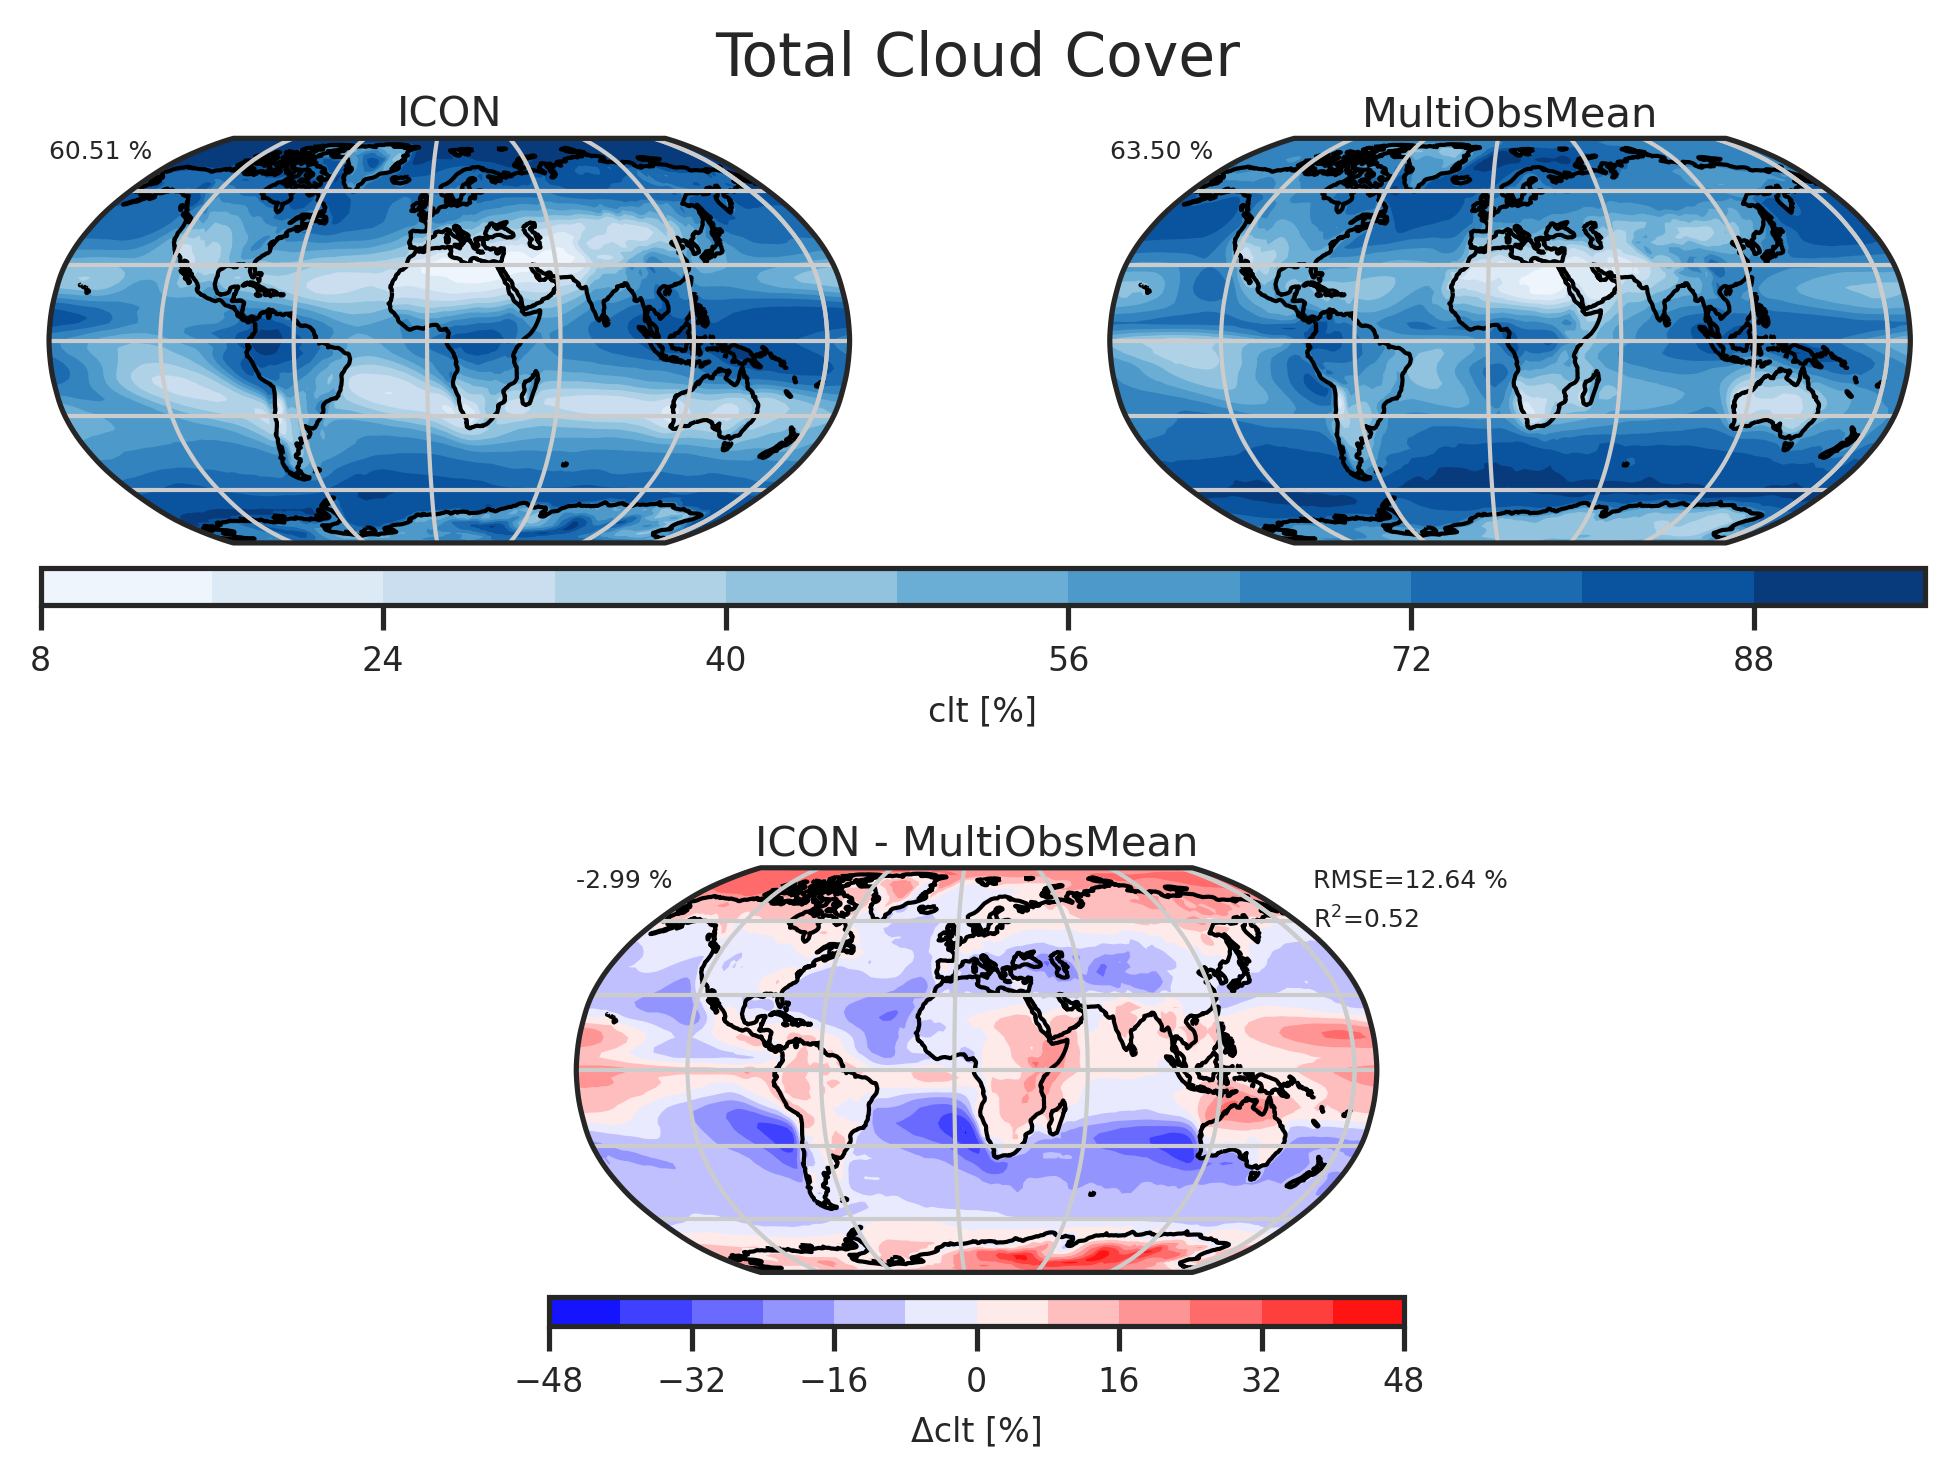 Total Cloud Cover
ICON
MultiObsMean
60.51 %
63.50 %
8 24 40 56 72 88
clt [%]
ICON - MultiObsMean
-2.99 %
RMSE=12.64 %
R²=0.52
−48 −32 −16 0 16 32 48
Δclt [%]